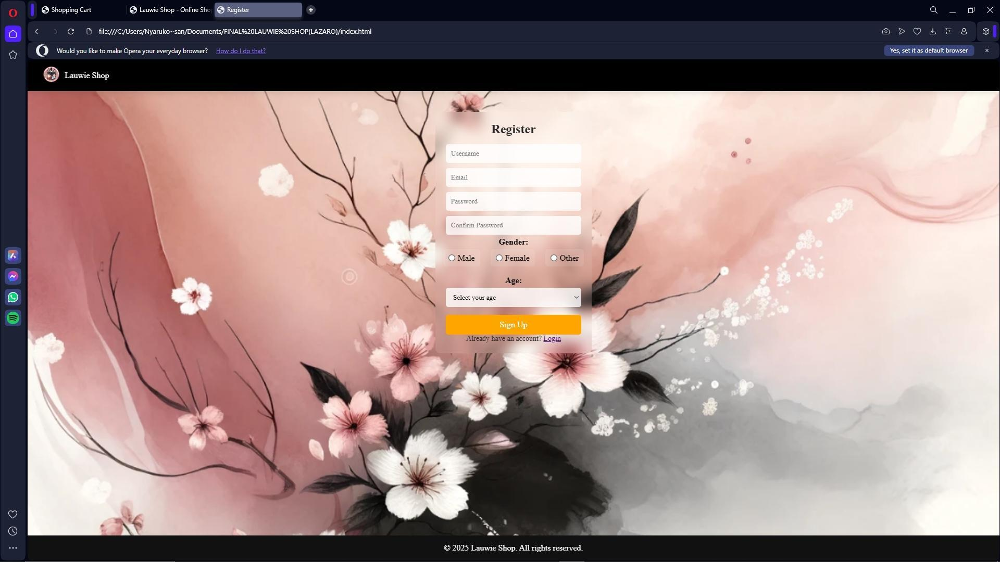 Shopping Cart
Lauwie Shop - Online Sho
Register
file:///C:/Users/Nyaruko~san/Documents/FINAL%20LAUWIE%20SHOP(LAZARO)/index.html
Would you like to make Opera your everyday browser? How do I do that?
Yes, set it as default browser
Lauwie Shop
Register
Username
Email
Password
Confirm Password
Gender:
Male Female Other
Age:
Select your age
Sign Up
Already have an account? Login
© 2025 Lauwie Shop. All rights reserved.